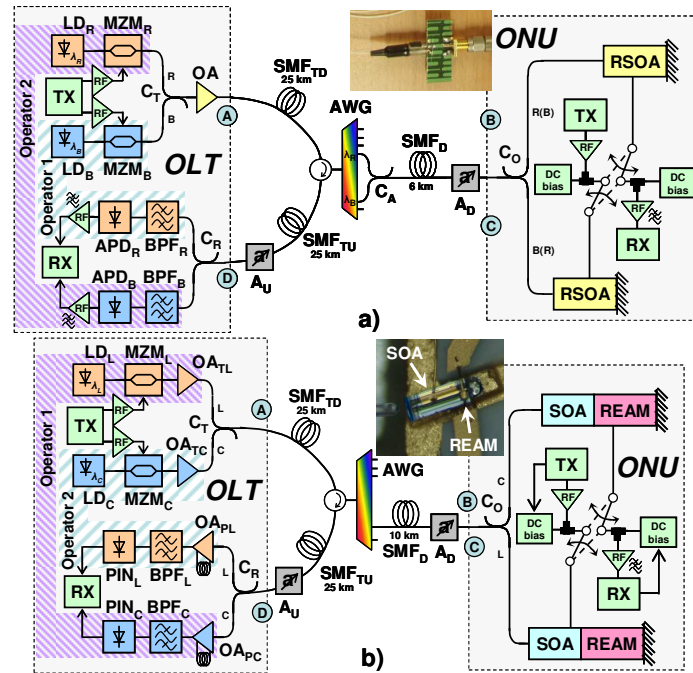 LD_R MZM_R
OA
SMF_TD
25 km
ONU
RSOA
λ_R
RF
TX
RF
C_T
R
B
A
AWG
B
R(B)
TX
RF
Operator 2
Operator 1
λ_B
LD_B MZM_B
OLT
λ_R
λ_B
SMF_D
6 km
C_A
a
A_D
C_O
DC
bias
DC
bias
RF
APD_R BPF_R
C_R
SMF_TU
25 km
C
RF
RX
RX
APD_B BPF_B
D
a
A_U
B(R)
RSOA
RF
a)
LD_L MZM_L OA_TL
SOA
REAM
SMF_TD
25 km
A
SOA REAM
Operator 1
Operator 2
λ_L
RF
TX
RF
C_T
L
C
OA_TC
AWG
C
TX
ONU
λ_C
LD_C MZM_C
OLT
B
C_O
RF
DC
bias
DC
bias
OA_PL
10 km
SMF_D
a
A_D
C
L
RF
PIN_L BPF_L
L
C_R
SMF_TU
25 km
RX
RX
PIN_C BPF_C
C
a
A_U
D
OA_PC
SOA REAM
b)